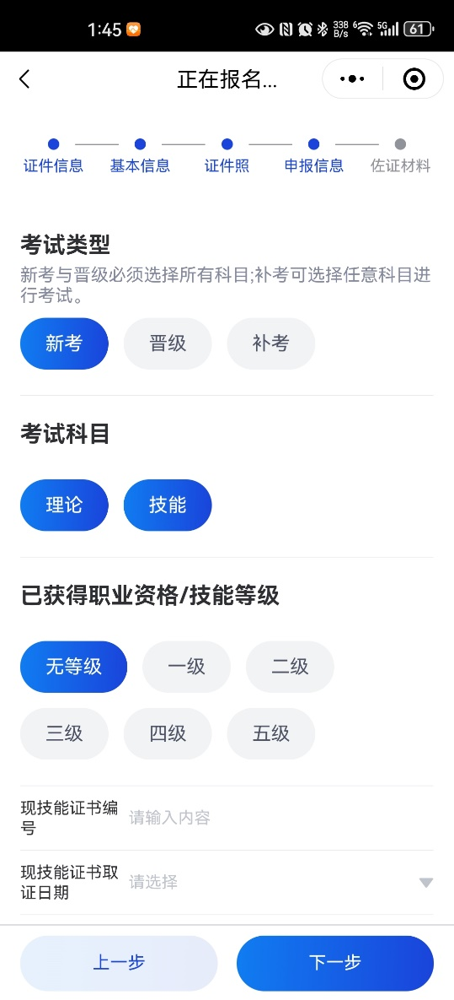 1:45
338
B/s
6
5G
61
正在报名...
证件信息
基本信息
证件照
申报信息
佐证材料
考试类型
新考与晋级必须选择所有科目;补考可选择任意科目进
行考试。
新考
晋级
补考
考试科目
理论
技能
已获得职业资格/技能等级
无等级
一级
二级
三级
四级
五级
现技能证书编
号
请输入内容
现技能证书取
证日期
请选择
上一步
下一步